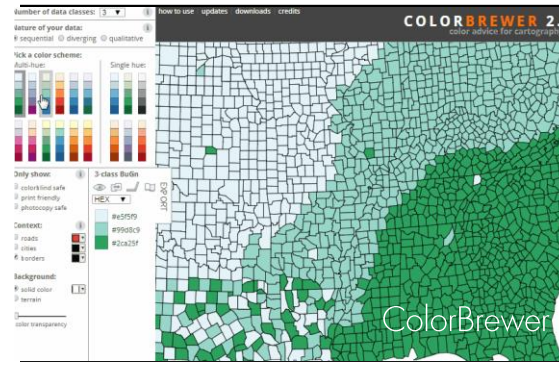 Number of data classes: 3
how to use updates downloads credits
COLORBREWER 2.
color advice for cartograph
Nature of your data:
sequential diverging qualitative
Pick a color scheme:
Multi-hue: Single hue:
Only show:
colorblind safe
print friendly
photocopy safe
Context:
roads
cities
borders
Background:
solid color
terrain
color transparency
3-class BuGn
EXPORT
HEX
#e5f5f9
#99d8c9
#2ca25f
ColorBrewer